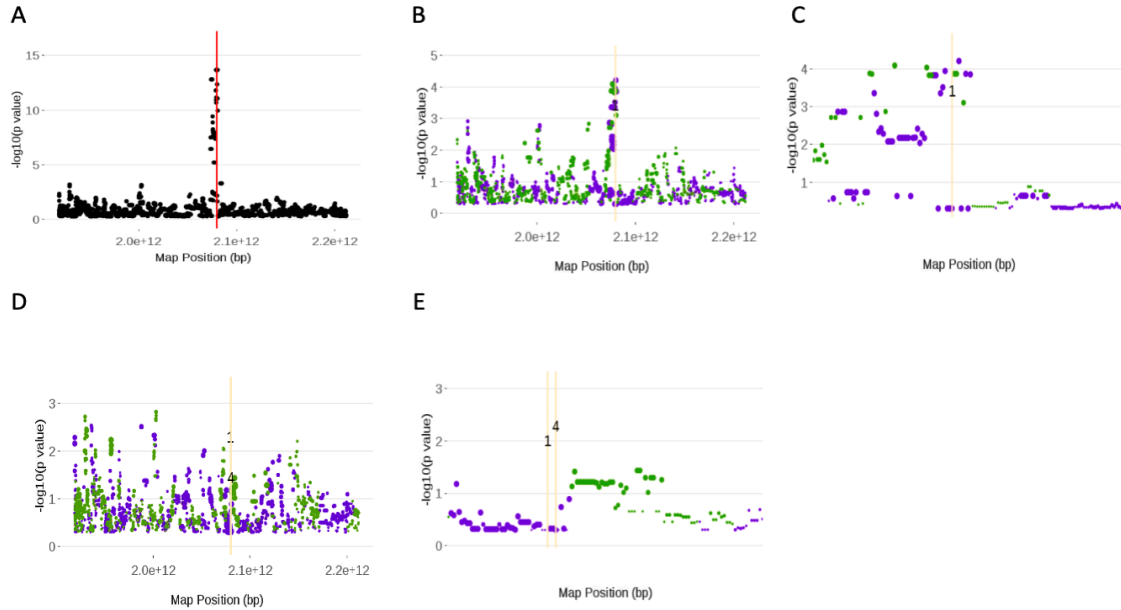 A
-log10(p value)
15
10
5
0
2.0e+12 2.1e+12 2.2e+12
Map Position (bp)
B
-log10(p value)
5
4
3
2
1
0
2.0e+12 2.1e+12 2.2e+12
Map Position (bp)
C
-log10(p value)
4
3
2
1
1
Map Position (bp)
D
-log10(p value)
3
2
1
0
1
4
2.0e+12 2.1e+12 2.2e+12
Map Position (bp)
E
-log10(p value)
3
2
1
0
4
1
Map Position (bp)